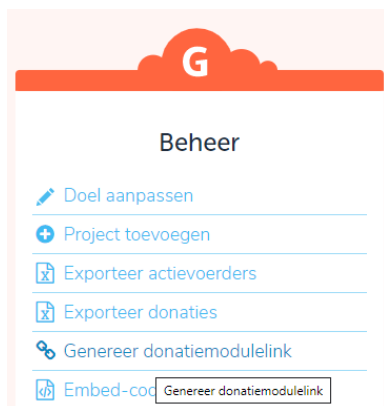 G
Beheer
Doel aanpassen
Project toevoegen
Exporteer actievoerders
Exporteer donaties
Genereer donatiemodulelink
Genereer donatiemodulelink